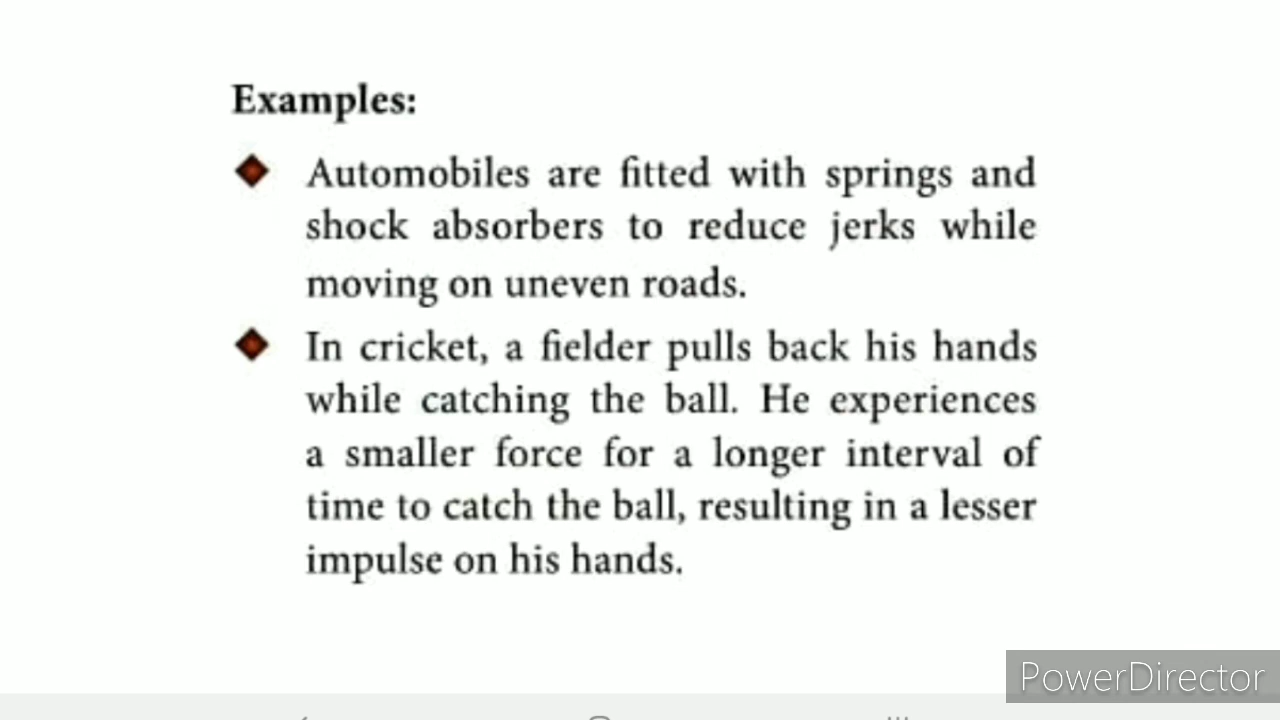 Examples:
Automobiles are fitted with springs and
shock absorbers to reduce jerks while
moving on uneven roads.
In cricket, a fielder pulls back his hands
while catching the ball. He experiences
a smaller force for a longer interval of
time to catch the ball, resulting in a lesser
impulse on his hands.
PowerDirector